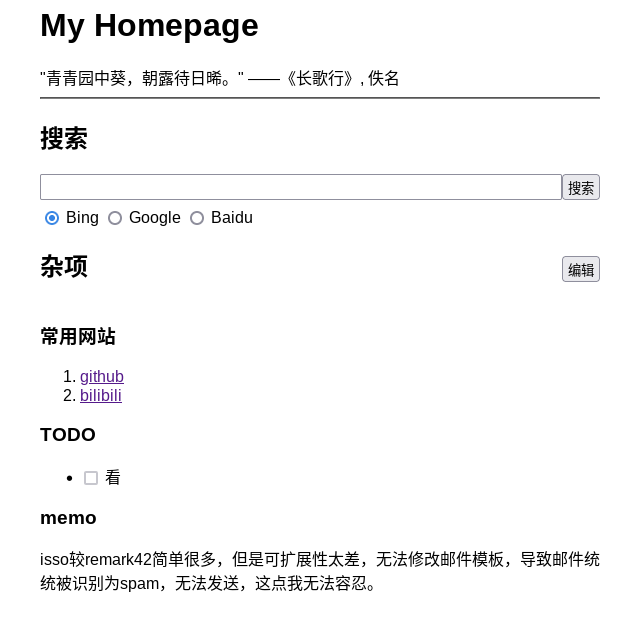 My Homepage
"青青园中葵，朝露待日晞。" ——《长歌行》, 佚名
搜索
搜索
Bing Google Baidu
杂项
编辑
常用网站
1. github
2. bilibili
TODO
• 看
memo
isso较remark42简单很多，但是可扩展性太差，无法修改邮件模板，导致邮件统
统被识别为spam，无法发送，这点我无法容忍。